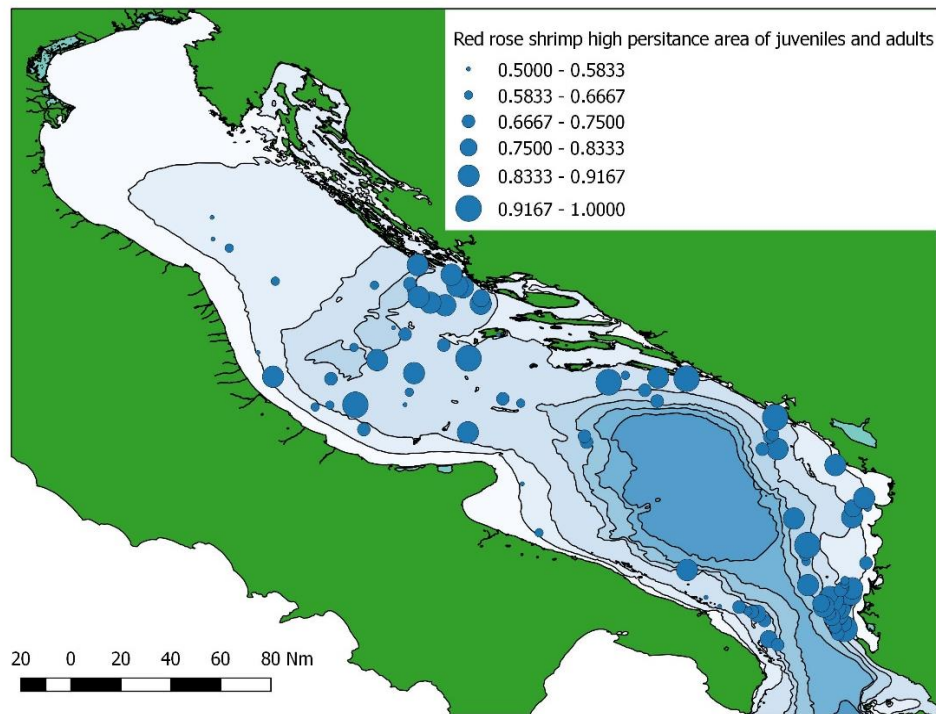 Red rose shrimp high persitance area of juveniles and adults
0.5000 - 0.5833
0.5833 - 0.6667
0.6667 - 0.7500
0.7500 - 0.8333
0.8333 - 0.9167
0.9167 - 1.0000
20 0 20 40 60 80 Nm